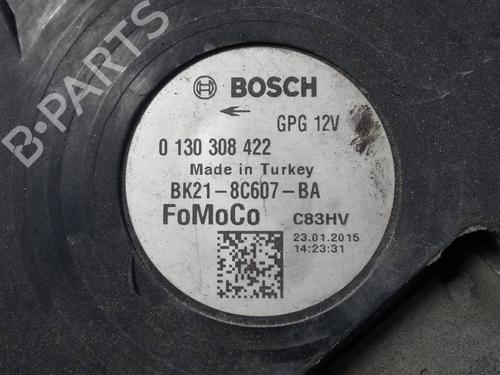 BOSCH
GPG 12V
0 130 308 422
Made in Turkey
BK21-8C607-BA
FoMoCo C83HV
23.01.2015
14:23:31
B-PARTS